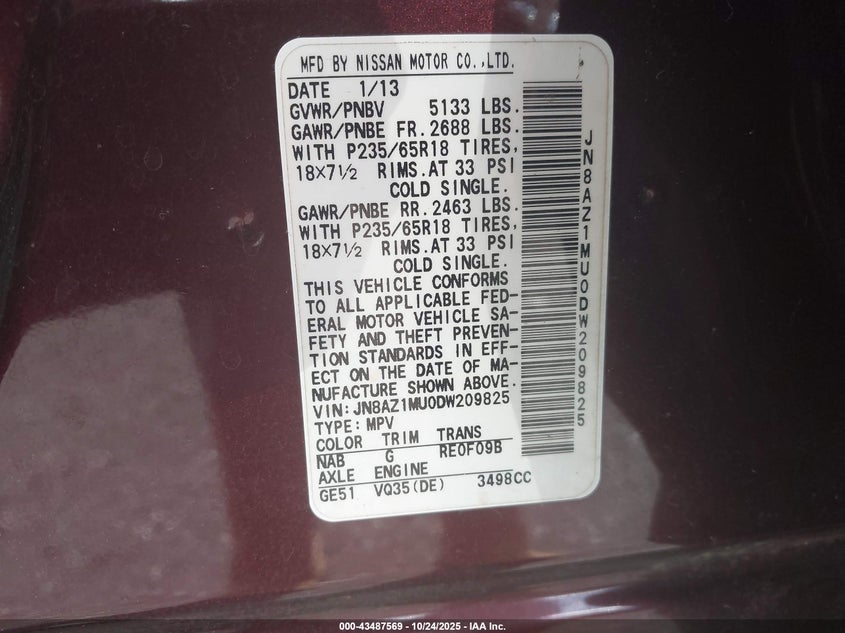 MFD BY NISSAN MOTOR CO.,LTD.
DATE 1/13
GVWR/PNBV 5133 LBS.
GAWR/PNBE FR. 2688 LBS.
WITH P235/65R18 TIRES,
18×7½ RIMS. AT 33 PSI
COLD SINGLE.
GAWR/PNBE RR. 2463 LBS.
WITH P235/65R18 TIRES,
18×7½ RIMS. AT 33 PSI
COLD SINGLE.
THIS VEHICLE CONFORMS
TO ALL APPLICABLE FED-
ERAL MOTOR VEHICLE SA-
FETY AND THEFT PREVEN-
TION STANDARDS IN EFF-
ECT ON THE DATE OF MA-
NUFACTURE SHOWN ABOVE.
VIN: JN8AZ1MU0DW209825
TYPE: MPV
COLOR TRIM TRANS
NAB G RE0F09B
AXLE ENGINE
GE51 VQ35(DE) 3498CC
JN8AZ1MU0DW209825
000-43487569 - 10/24/2025 - IAA Inc.